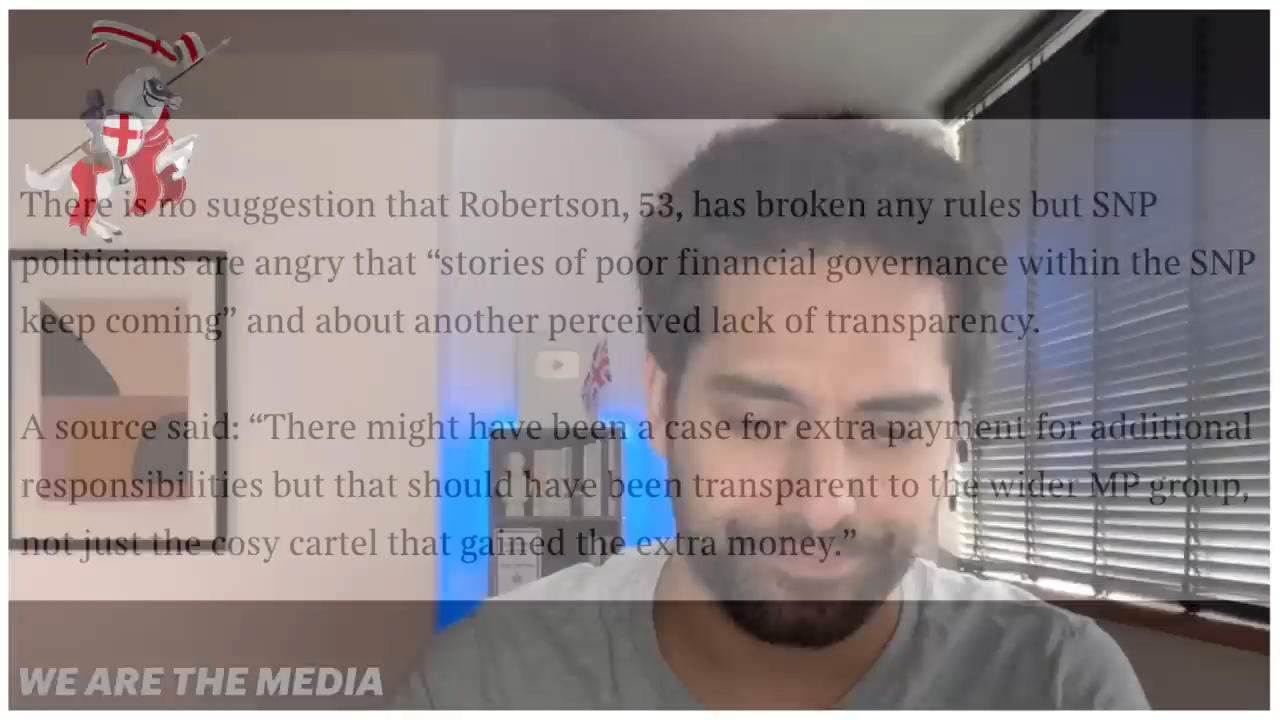 There is no suggestion that Robertson, 53, has broken any rules but SNP
politicians are angry that “stories of poor financial governance within the SNP
keep coming” and about another perceived lack of transparency.
A source said: “There might have been a case for extra payment for additional
responsibilities but that should have been transparent to the wider MP group,
not just the cosy cartel that gained the extra money.”
WE ARE THE MEDIA